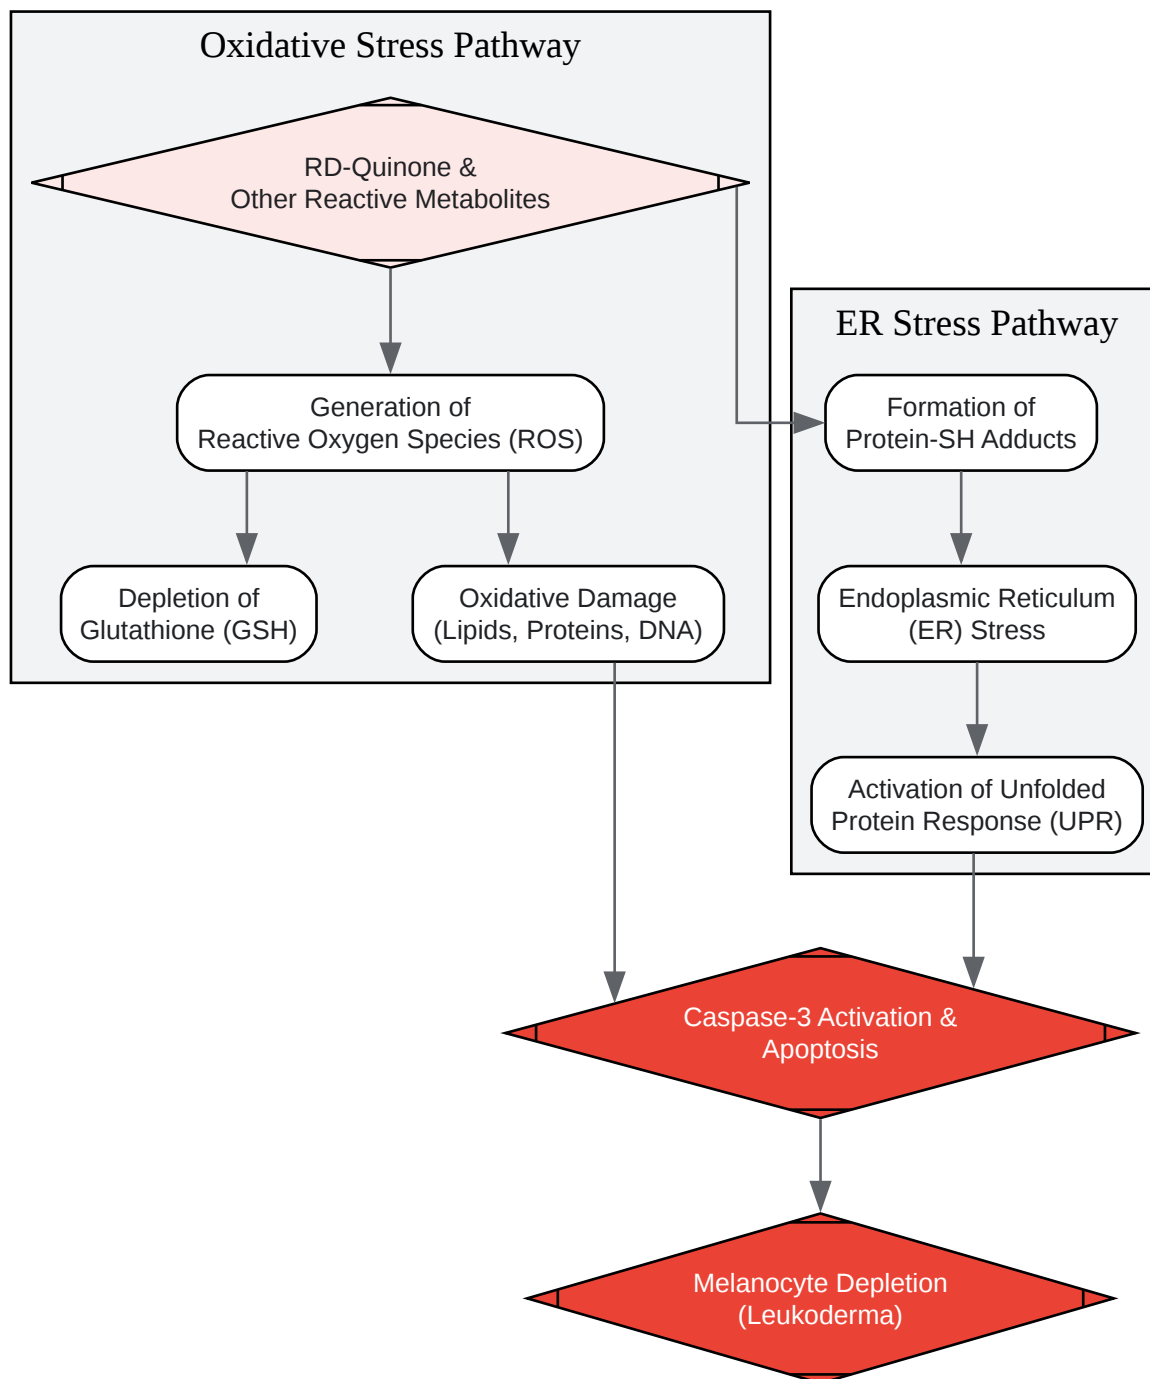 Oxidative Stress Pathway
RD-Quinone &
Other Reactive Metabolites
Generation of
Reactive Oxygen Species (ROS)
Depletion of
Glutathione (GSH)
Oxidative Damage
(Lipids, Proteins, DNA)
ER Stress Pathway
Formation of
Protein-SH Adducts
Endoplasmic Reticulum
(ER) Stress
Activation of Unfolded
Protein Response (UPR)
Caspase-3 Activation &
Apoptosis
Melanocyte Depletion
(Leukoderma)